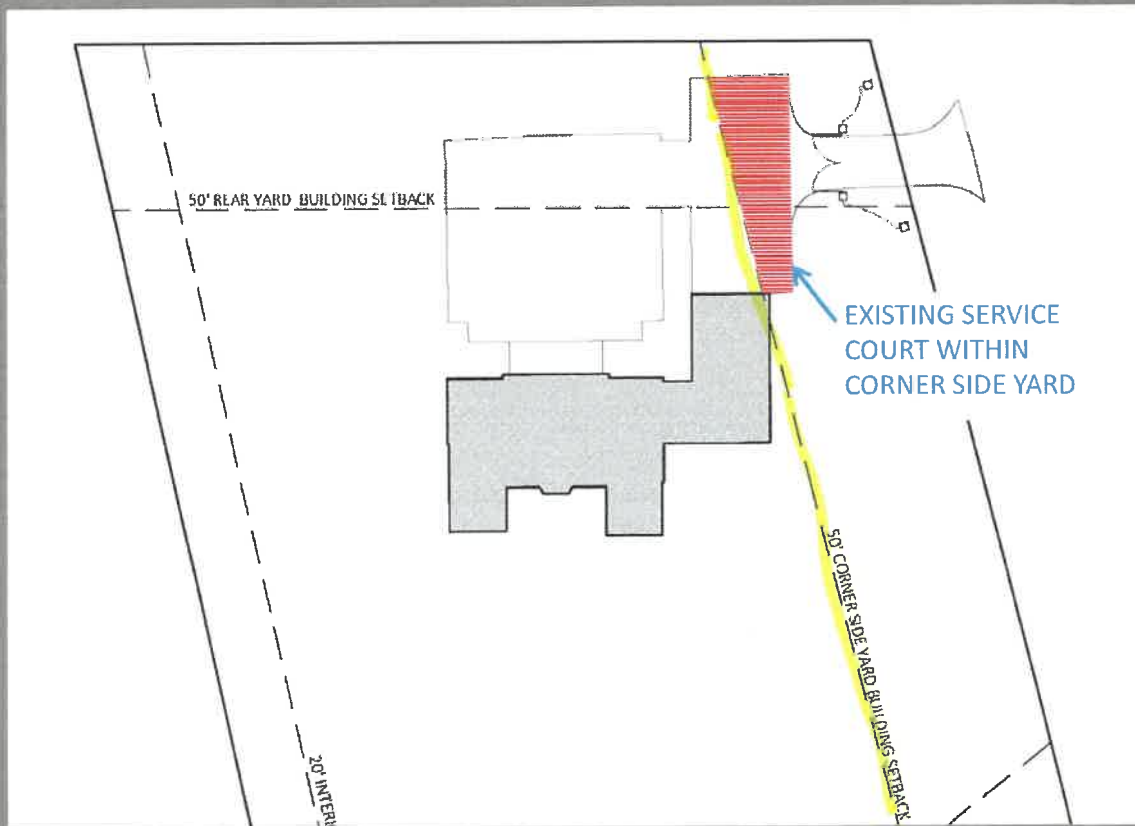 50' REAR YARD BUILDING SETBACK
EXISTING SERVICE
COURT WITHIN
CORNER SIDE YARD
50' CORNER SIDE YARD BUILDING SETBACK
20' INTERI